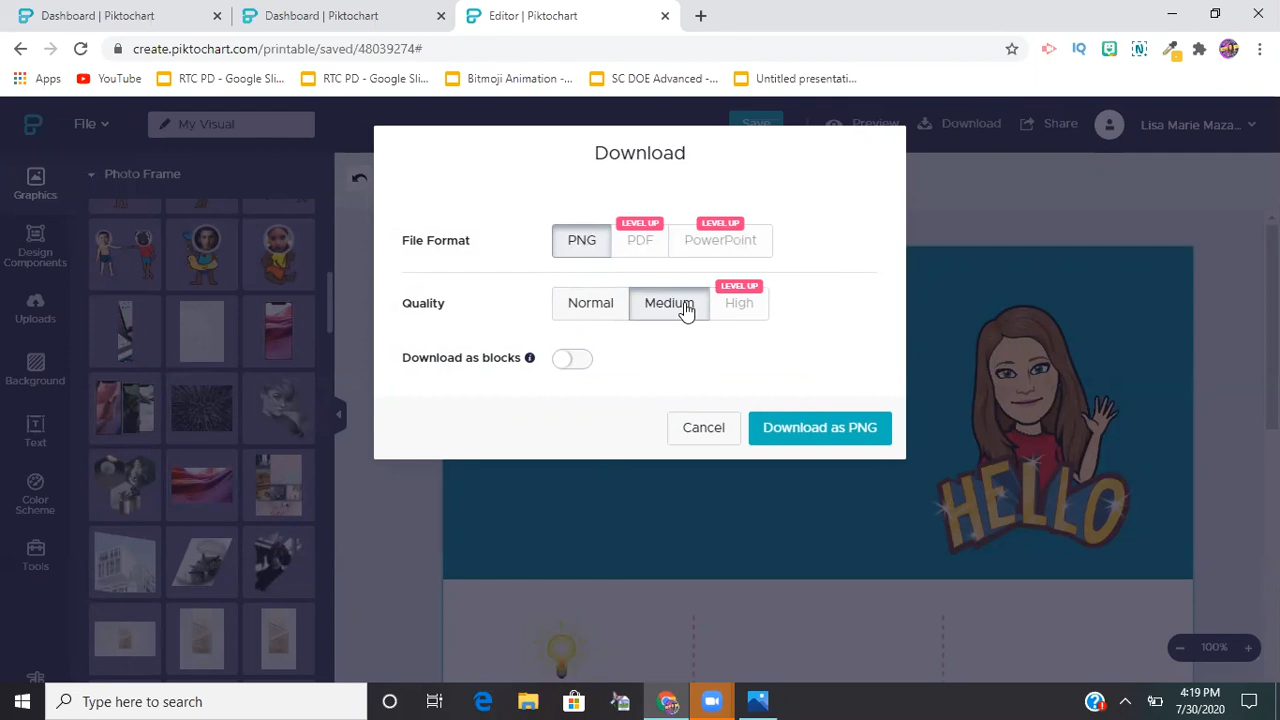 Dashboard | Piktochart
Dashboard | Piktochart
Editor | Piktochart
create.piktochart.com/printable/saved/48039274#
IQ
N
Apps
YouTube
RTC PD - Google Sli...
RTC PD - Google Slid...
Bitmoji Animation -...
SC DOE Advanced -...
Untitled presentati...
File
My Visual
Save
Preview
Download
Share
Lisa Marie Maza...
Graphics
Design
Components
Uploads
Background
Text
Color
Scheme
Tools
Photo Frame
Download
File Format
PNG
LEVEL UP
PDF
LEVEL UP
PowerPoint
Quality
Normal
Medium
LEVEL UP
High
Download as blocks
Cancel
Download as PNG
HELLO
100%
Type here to search
4:19 PM
7/30/2020